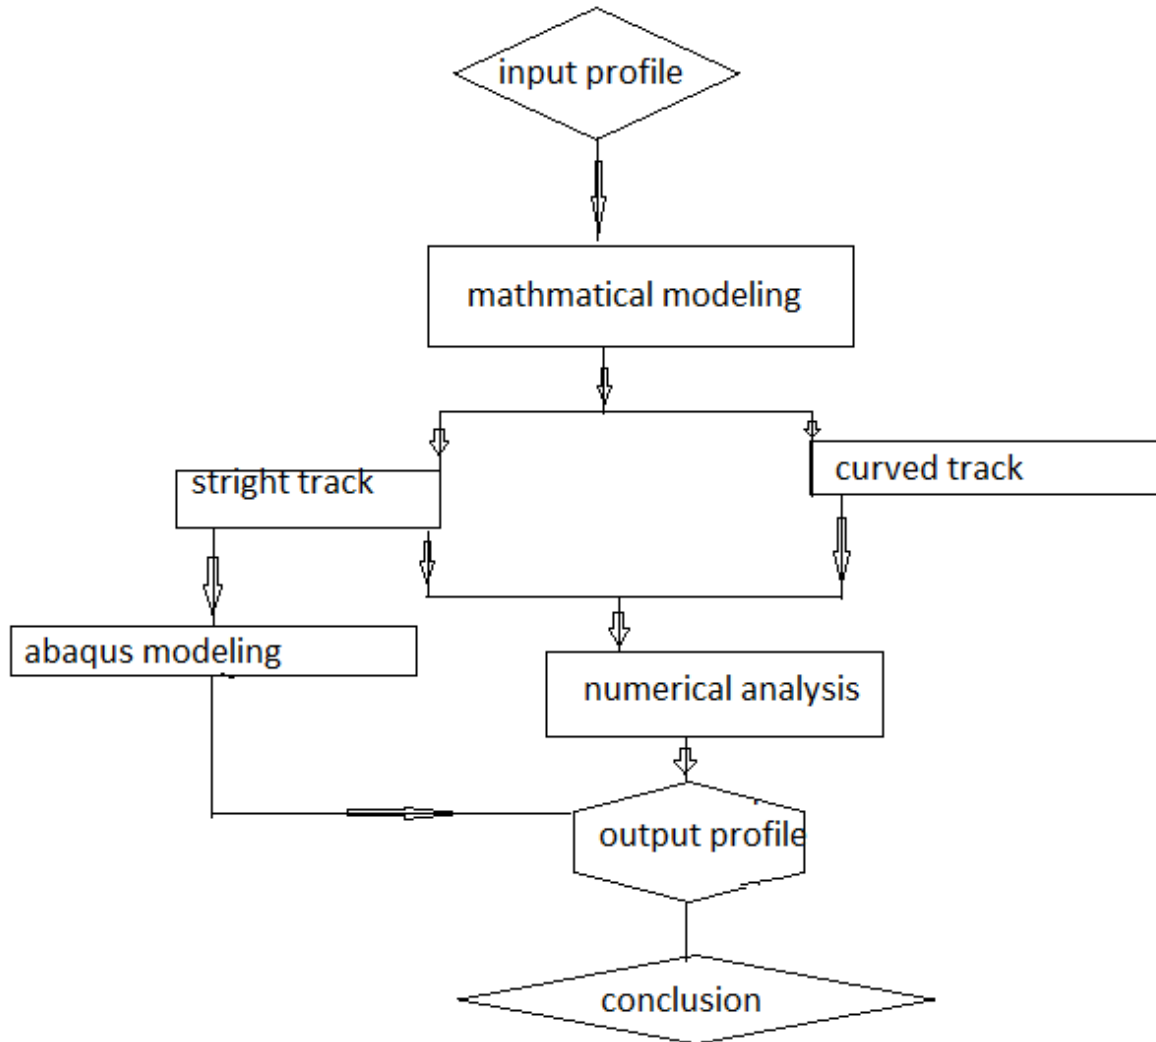 input profile
mathmatical modeling
stright track
curved track
abaqus modeling
numerical analysis
output profile
conclusion